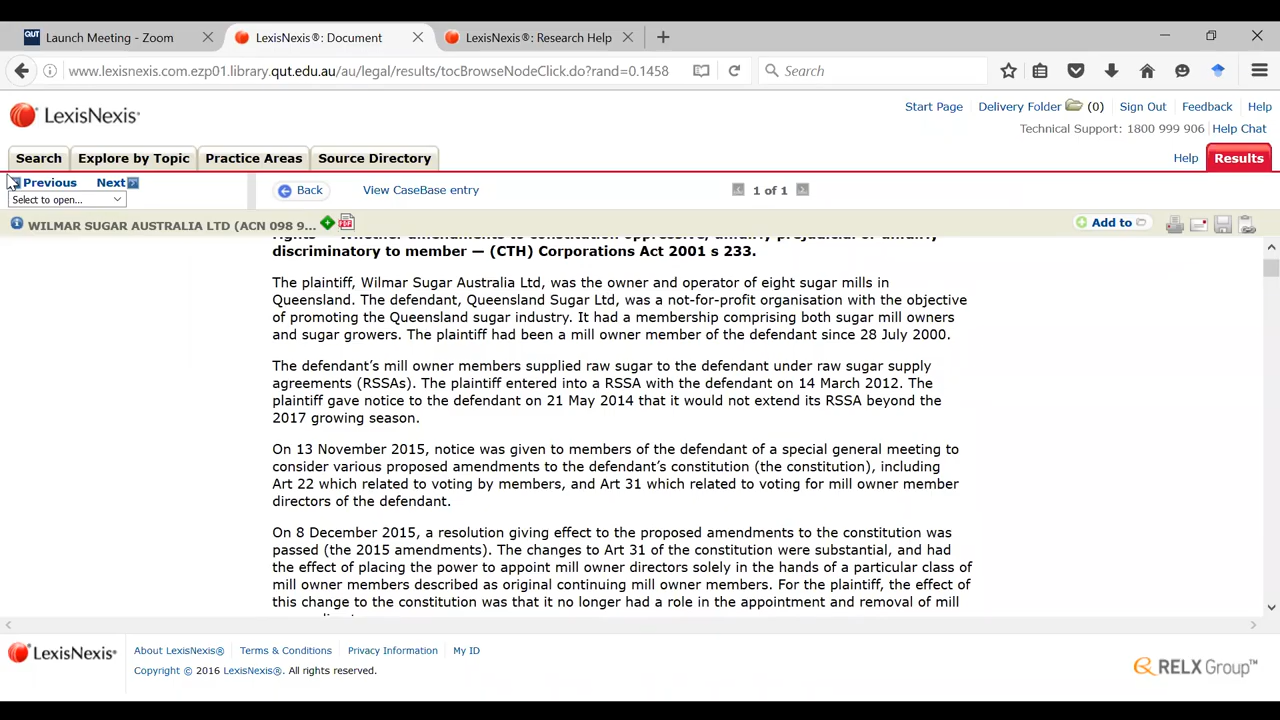 QUT Launch Meeting - Zoom
LexisNexis®: Document
LexisNexis®: Research Help
www.lexisnexis.com.ezp01.library.qut.edu.au/au/legal/results/tocBrowseNodeClick.do?rand=0.1458
Search
LexisNexis®
Start Page Delivery Folder (0) Sign Out Feedback Help
Technical Support: 1800 999 906 Help Chat
Search Explore by Topic Practice Areas Source Directory
Help Results
Previous Next
Select to open...
Back View CaseBase entry 1 of 1
WILMAR SUGAR AUSTRALIA LTD (ACN 098 9... PDF
Add to
discriminatory to member — (CTH) Corporations Act 2001 s 233.
The plaintiff, Wilmar Sugar Australia Ltd, was the owner and operator of eight sugar mills in
Queensland. The defendant, Queensland Sugar Ltd, was a not-for-profit organisation with the objective
of promoting the Queensland sugar industry. It had a membership comprising both sugar mill owners
and sugar growers. The plaintiff had been a mill owner member of the defendant since 28 July 2000.
The defendant's mill owner members supplied raw sugar to the defendant under raw sugar supply
agreements (RSSAs). The plaintiff entered into a RSSA with the defendant on 14 March 2012. The
plaintiff gave notice to the defendant on 21 May 2014 that it would not extend its RSSA beyond the
2017 growing season.
On 13 November 2015, notice was given to members of the defendant of a special general meeting to
consider various proposed amendments to the defendant's constitution (the constitution), including
Art 22 which related to voting by members, and Art 31 which related to voting for mill owner member
directors of the defendant.
On 8 December 2015, a resolution giving effect to the proposed amendments to the constitution was
passed (the 2015 amendments). The changes to Art 31 of the constitution were substantial, and had
the effect of placing the power to appoint mill owner directors solely in the hands of a particular class of
mill owner members described as original continuing mill owner members. For the plaintiff, the effect of
this change to the constitution was that it no longer had a role in the appointment and removal of mill
LexisNexis®
About LexisNexis® Terms & Conditions Privacy Information My ID
Copyright © 2016 LexisNexis®. All rights reserved.
RELX Group™